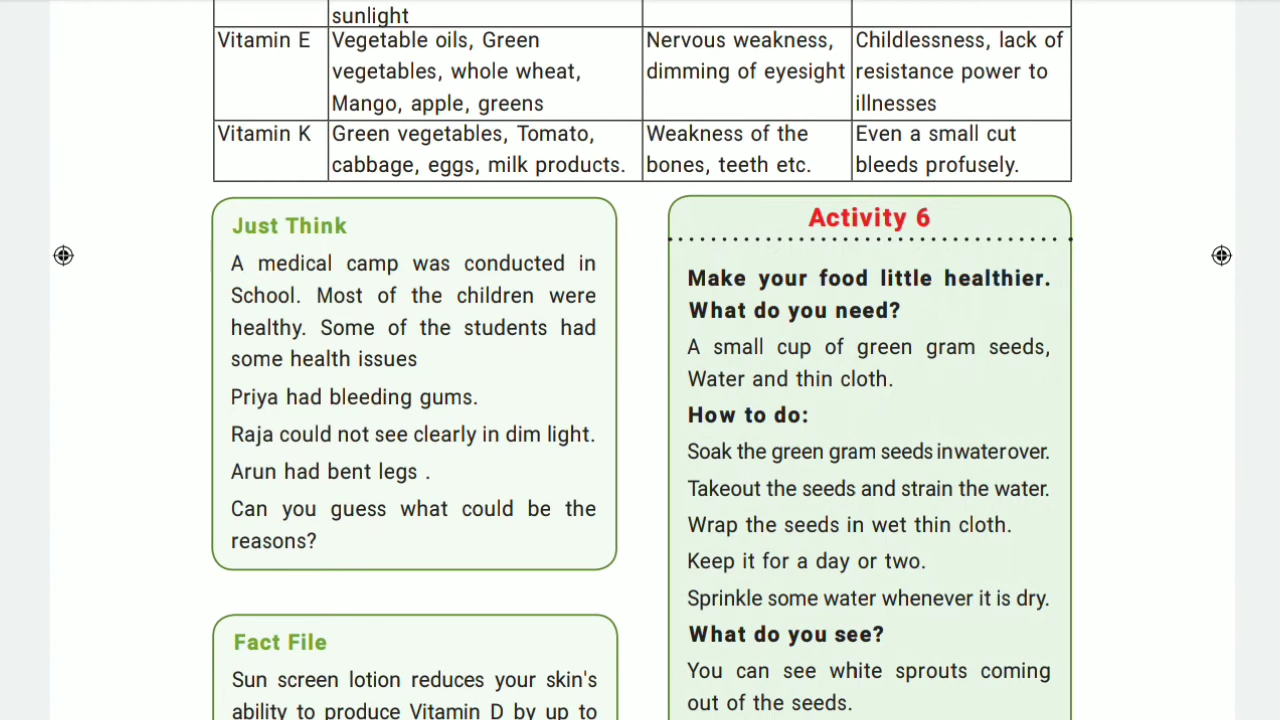 sunlight
Vitamin E
Vegetable oils, Green
vegetables, whole wheat,
Mango, apple, greens
Nervous weakness,
dimming of eyesight
Childlessness, lack of
resistance power to
illnesses
Vitamin K
Green vegetables, Tomato,
cabbage, eggs, milk products.
Weakness of the
bones, teeth etc.
Even a small cut
bleeds profusely.
Just Think
A medical camp was conducted in
School. Most of the children were
healthy. Some of the students had
some health issues
Priya had bleeding gums.
Raja could not see clearly in dim light.
Arun had bent legs .
Can you guess what could be the
reasons?
Fact File
Sun screen lotion reduces your skin's
ability to produce Vitamin D by up to
Activity 6
Make your food little healthier.
What do you need?
A small cup of green gram seeds,
Water and thin cloth.
How to do:
Soak the green gram seeds inwaterover.
Takeout the seeds and strain the water.
Wrap the seeds in wet thin cloth.
Keep it for a day or two.
Sprinkle some water whenever it is dry.
What do you see?
You can see white sprouts coming
out of the seeds.